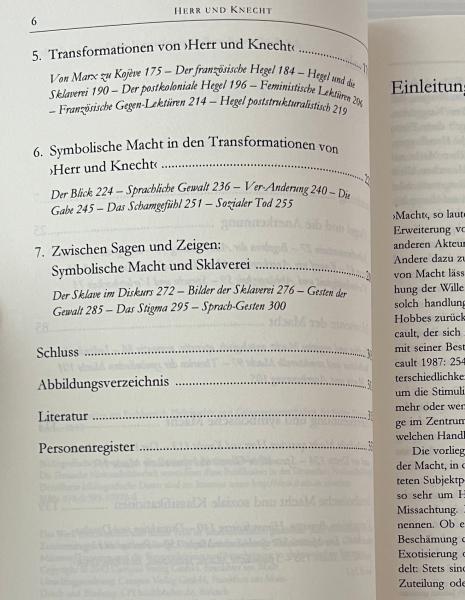 6
HERR UND KNECHT
5. Transformationen von ›Herr und Knecht‹
Von Marx zu Kojève 175 – Der französische Hegel 184 – Hegel und die
Sklaverei 190 – Der postkoloniale Hegel 196 – Feministische Lektüren 206
– Französische Gegen-Lektüren 214 – Hegel poststrukturalistisch 219
6. Symbolische Macht in den Transformationen von
›Herr und Knecht‹
Der Blick 224 – Sprachliche Gewalt 236 – Ver-Anderung 240 – Die
Gabe 245 – Das Schamgefühl 251 – Sozialer Tod 255
7. Zwischen Sagen und Zeigen:
Symbolische Macht und Sklaverei
Der Sklave im Diskurs 272 – Bilder der Sklaverei 276 – Gesten der
Gewalt 285 – Das Stigma 295 – Sprach-Gesten 300
Schluss
Abbildungsverzeichnis
Literatur
Personenregister
Einleitung
›Macht‹, so laut
Erweiterung vo
anderen Akteu
Andere dazu zu
von Macht läss
hung der Wille
solch handlung
Hobbes zurück
cault, der sich
mit seiner Best
cault 1987: 254
terschiedlichke
um die Stimuli
mehr oder wen
ge im Zentrum
welchen Handl
Die vorlieg
der Macht, in d
teten Subjektp
so sehr um H
Missachtung.
nennen. Ob e
Beschämung d
Exotisierung d
delt: Stets sind
Zuteilung ode